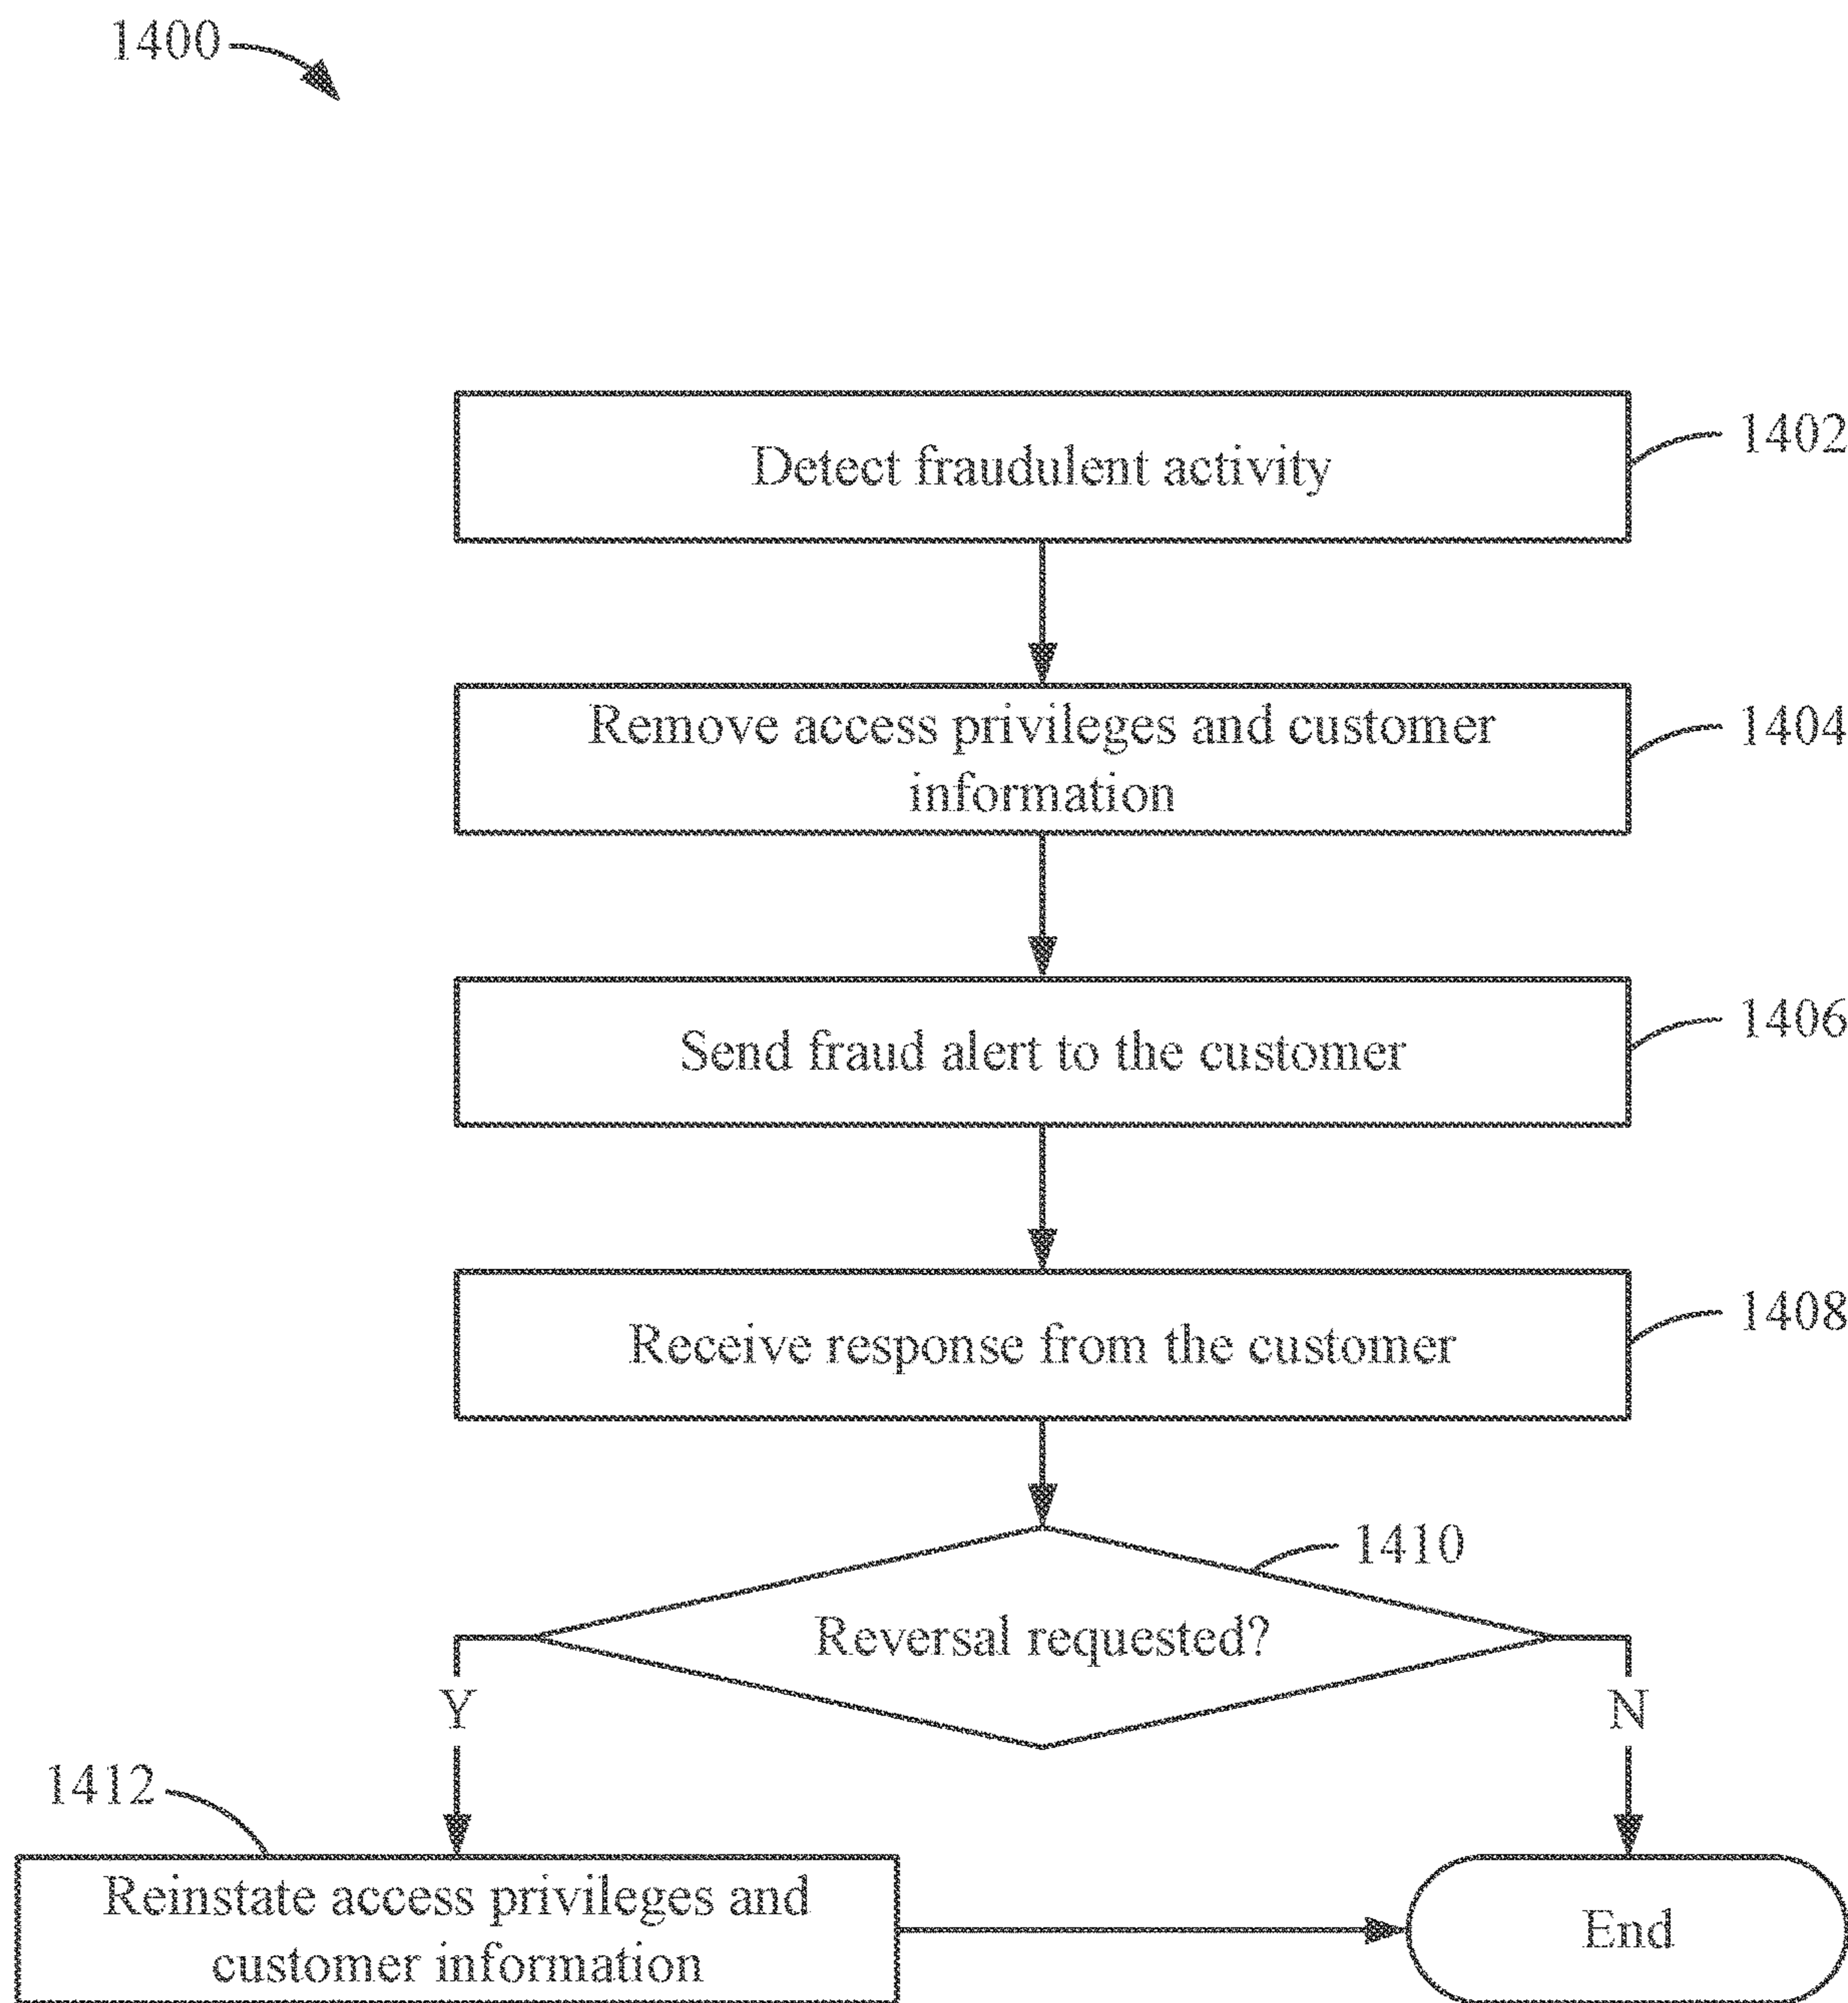 1400
Detect fraudulent activity
1402
Remove access privileges and customer
information
1404
Send fraud alert to the customer
1406
Receive response from the customer
1408
1410
Reversal requested?
Y
N
1412
Reinstate access privileges and
customer information
End